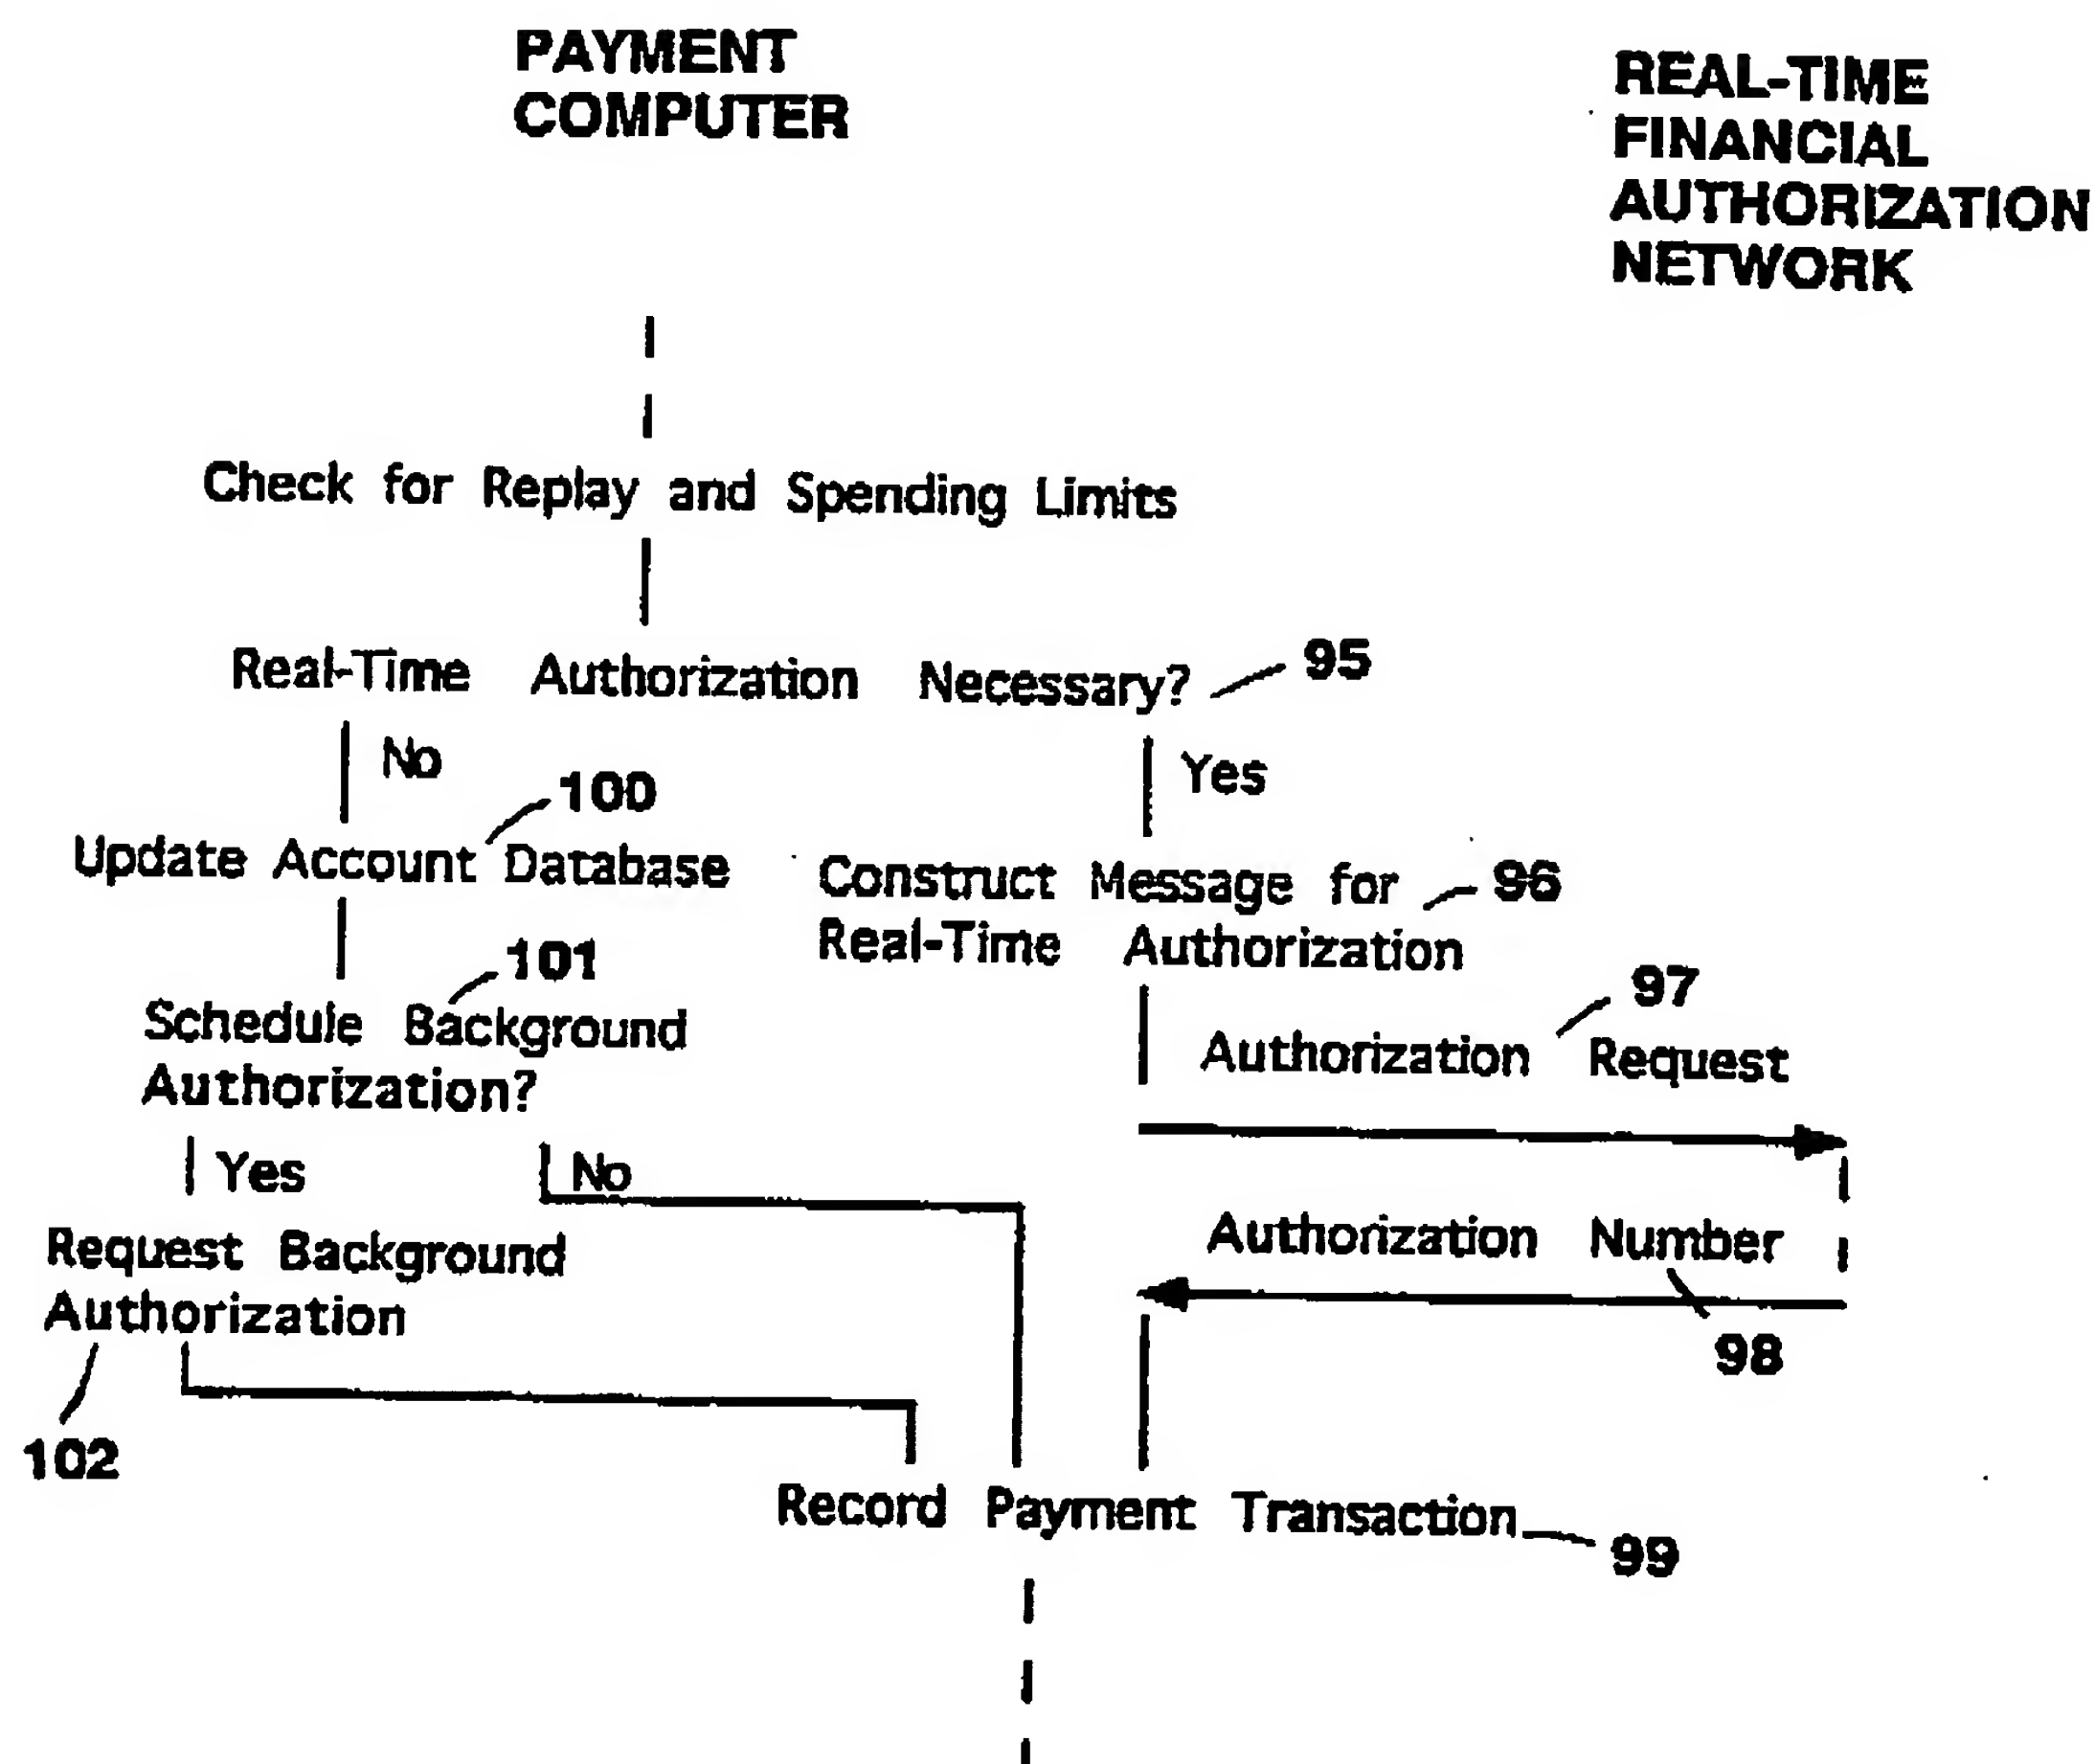 PAYMENT
COMPUTER
REAL-TIME
FINANCIAL
AUTHORIZATION
NETWORK
Check for Replay and Spending Limits
Real-Time Authorization Necessary?
95
No
Yes
100
Update Account Database
Construct Message for
Real-Time Authorization
96
101
Schedule Background
Authorization?
97
Authorization Request
Yes
No
Request Background
Authorization
Authorization Number
98
102
Record Payment Transaction
99